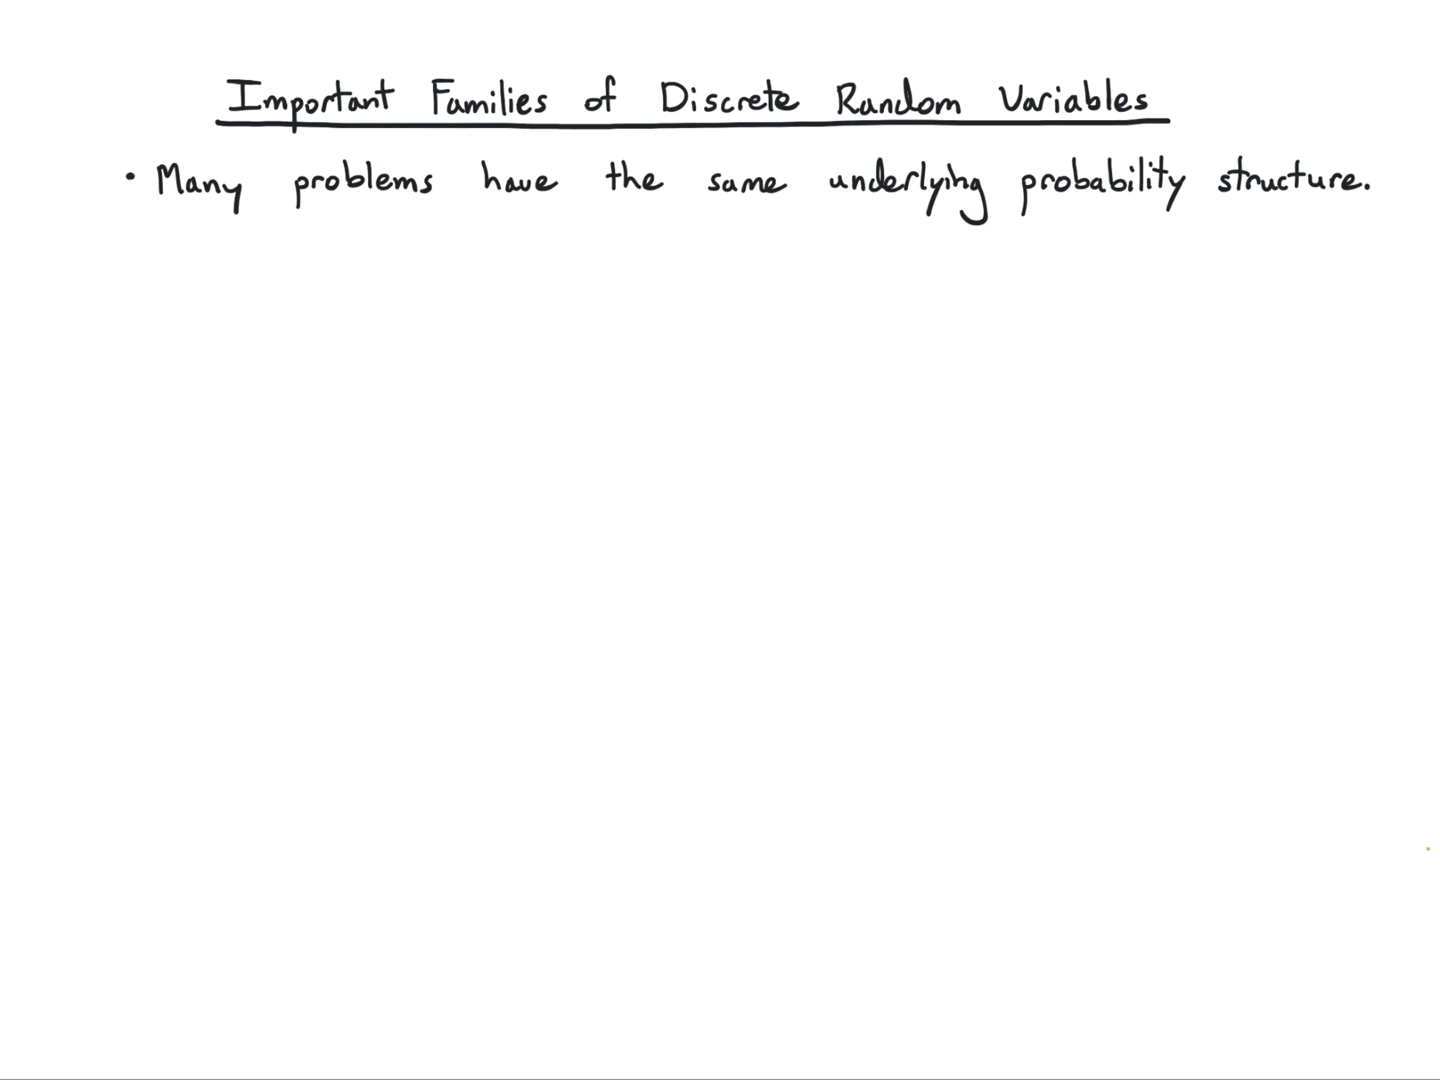 Important Families of Discrete Random Variables
• Many problems have the same underlying probability structure.